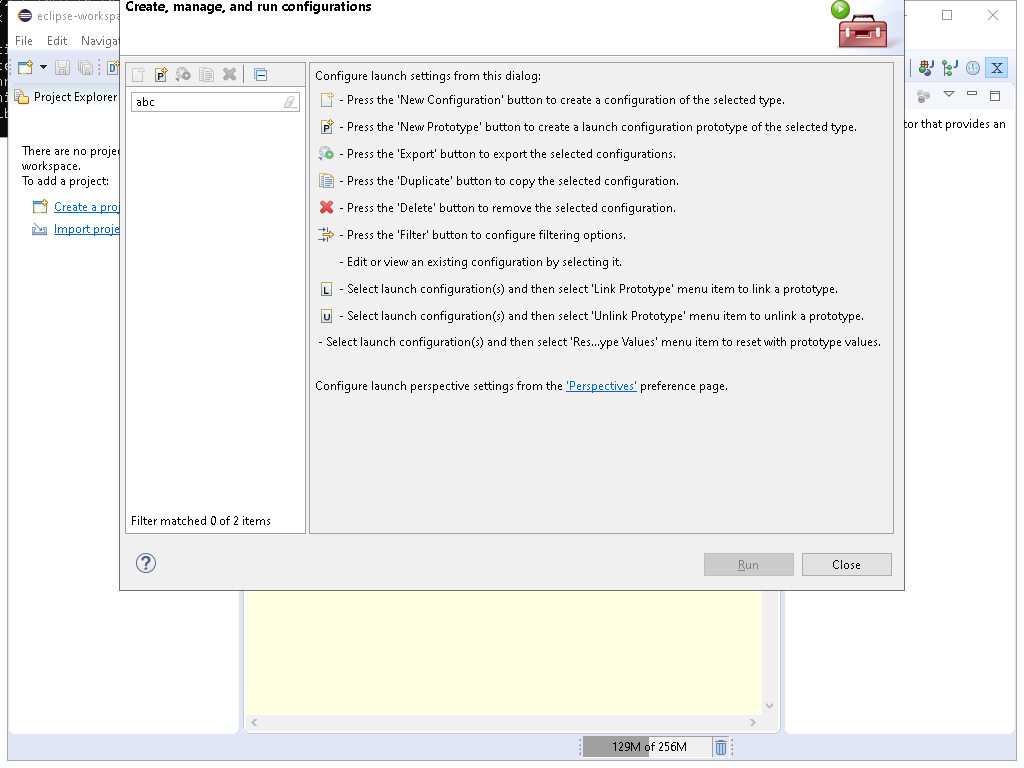 Create, manage, and run configurations
eclipse-workspa
File Edit Naviga
Project Explorer
abc
There are no proje
workspace.
To add a project:
Create a proj
Import proje
Filter matched 0 of 2 items
Configure launch settings from this dialog:
- Press the 'New Configuration' button to create a configuration of the selected type.
P - Press the 'New Prototype' button to create a launch configuration prototype of the selected type.
- Press the 'Export' button to export the selected configurations.
- Press the 'Duplicate' button to copy the selected configuration.
- Press the 'Delete' button to remove the selected configuration.
- Press the 'Filter' button to configure filtering options.
- Edit or view an existing configuration by selecting it.
L - Select launch configuration(s) and then select 'Link Prototype' menu item to link a prototype.
U - Select launch configuration(s) and then select 'Unlink Prototype' menu item to unlink a prototype.
- Select launch configuration(s) and then select 'Res...ype Values' menu item to reset with prototype values.
Configure launch perspective settings from the 'Perspectives' preference page.
tor that provides an
? Run Close
129M of 256M